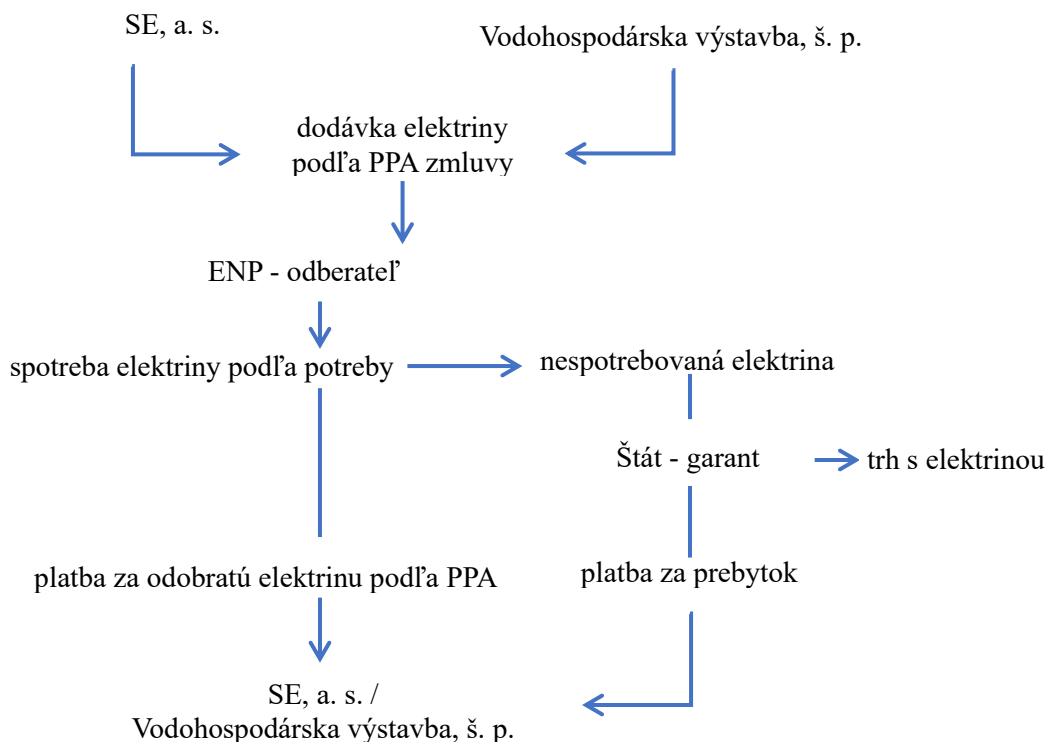 SE, a. s.
Vodohospodárska výstavba, š. p.
dodávka elektriny
podľa PPA zmluvy
ENP - odberateľ
spotreba elektriny podľa potreby
nespotrebovaná elektrina
Štát - garant
trh s elektrinou
platba za odobratú elektrinu podľa PPA
platba za prebytok
SE, a. s. /
Vodohospodárska výstavba, š. p.